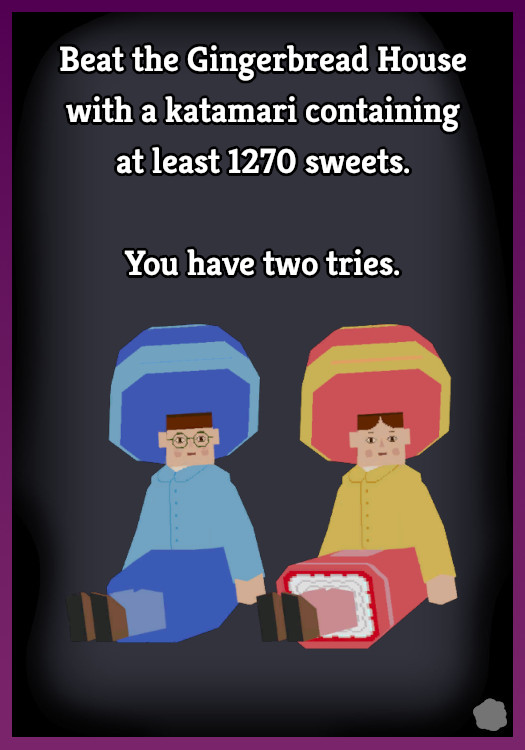 Beat the Gingerbread House
with a katamari containing
at least 1270 sweets.
You have two tries.